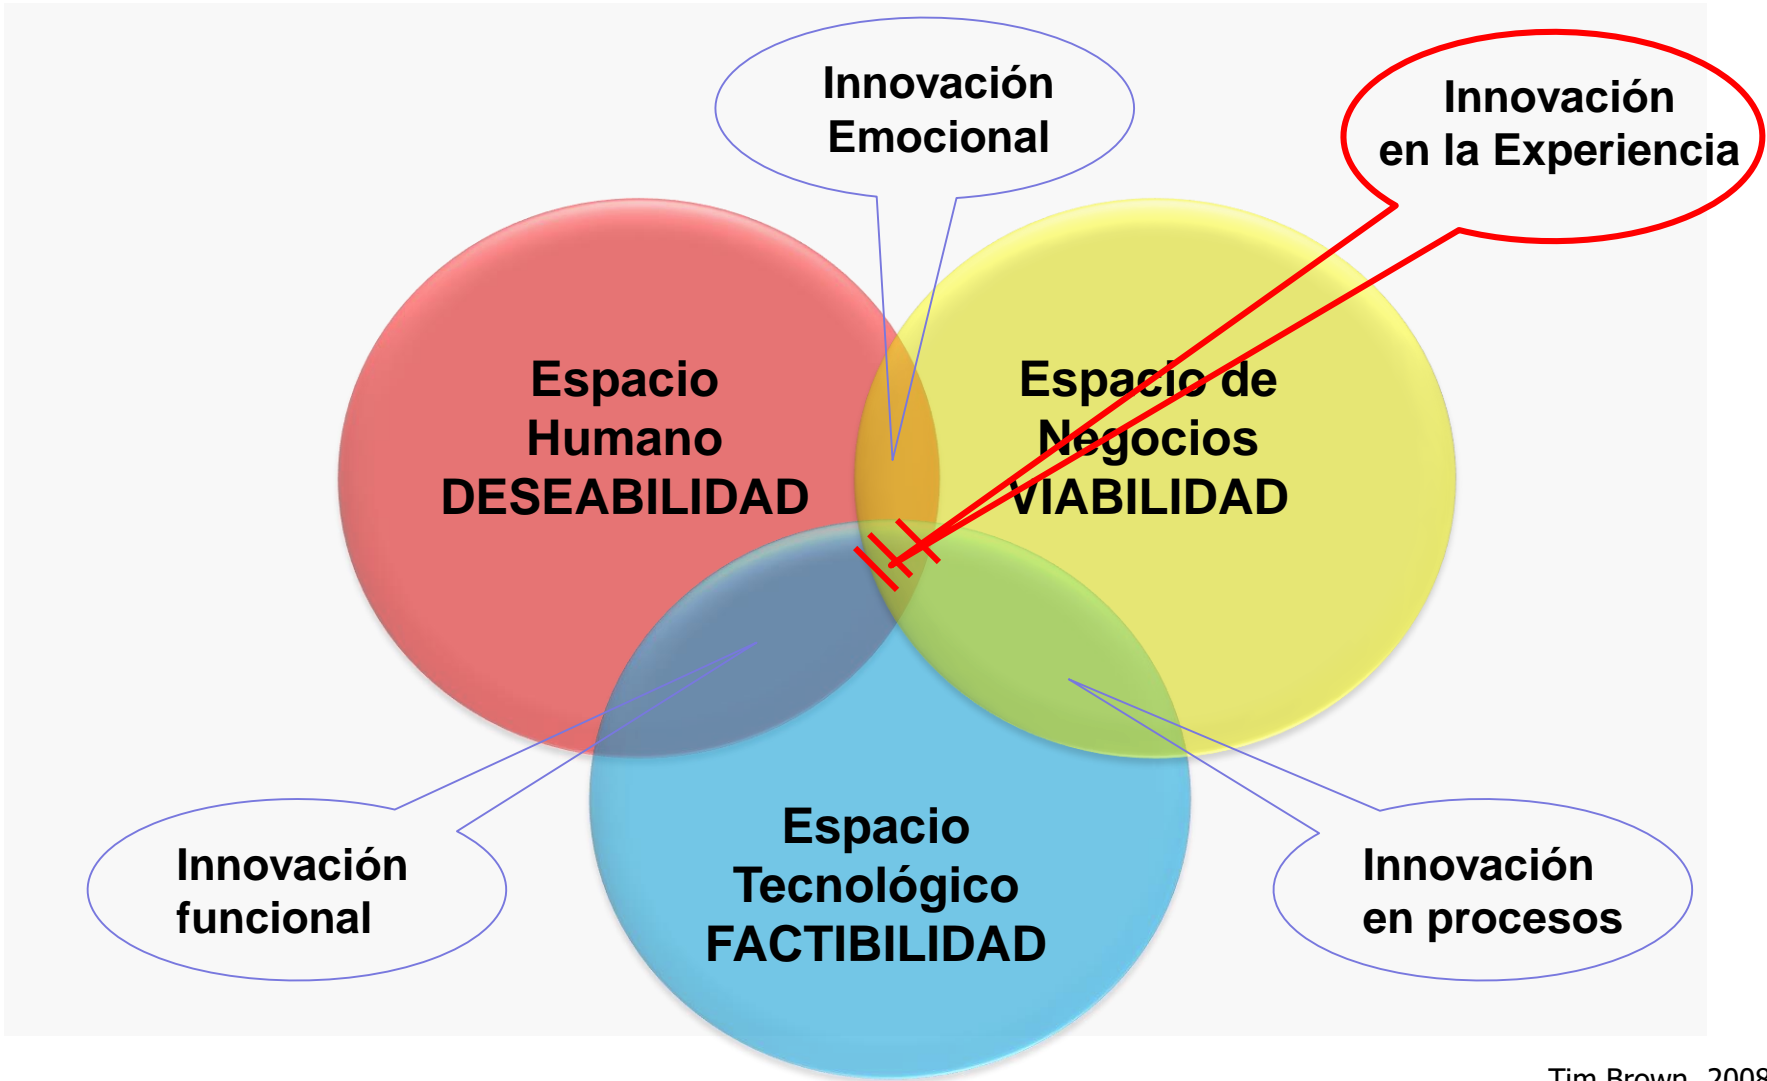 Innovación
Emocional
Innovación
en la Experiencia
Espacio
Humano
DESEABILIDAD
Espacio de
Negocios
VIABILIDAD
Espacio
Tecnológico
FACTIBILIDAD
Innovación
funcional
Innovación
en procesos
Tim Brown, 2008